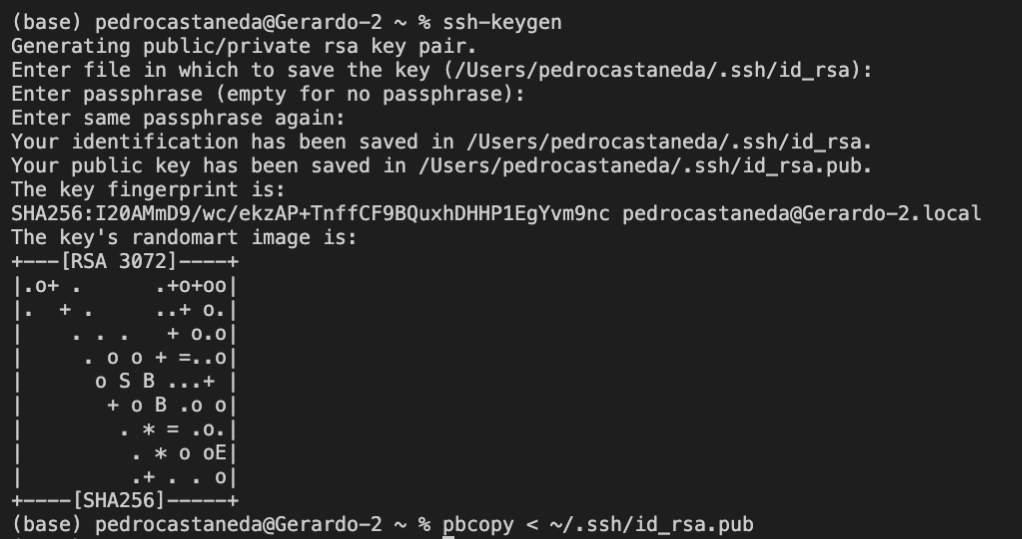 (base) pedrocastaneda@Gerardo-2 ~ % ssh-keygen
Generating public/private rsa key pair.
Enter file in which to save the key (/Users/pedrocastaneda/.ssh/id_rsa):
Enter passphrase (empty for no passphrase):
Enter same passphrase again:
Your identification has been saved in /Users/pedrocastaneda/.ssh/id_rsa.
Your public key has been saved in /Users/pedrocastaneda/.ssh/id_rsa.pub.
The key fingerprint is:
SHA256:I20AMmD9/wc/ekzAP+TnffCF9BQuxhDHHP1EgYvm9nc pedrocastaneda@Gerardo-2.local
The key's randomart image is:
+---[RSA 3072]----+
|.o+ .      .+o+oo|
|.  + .     ..+ o.|
|    . . .   + o.o|
|     . o o + =..o|
|      o S B ...+ |
|       + o B .o o|
|        . * = .o.|
|         . * o oE|
|         .+ . . o|
+----[SHA256]-----+
(base) pedrocastaneda@Gerardo-2 ~ % pbcopy < ~/.ssh/id_rsa.pub